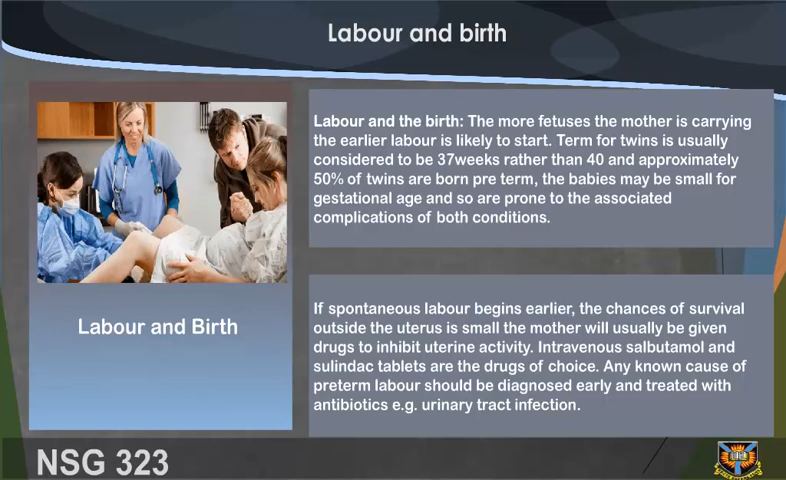 Labour and birth
Labour and the birth: The more fetuses the mother is carrying
the earlier labour is likely to start. Term for twins is usually
considered to be 37weeks rather than 40 and approximately
50% of twins are born pre term, the babies may be small for
gestational age and so are prone to the associated
complications of both conditions.
Labour and Birth
If spontaneous labour begins earlier, the chances of survival
outside the uterus is small the mother will usually be given
drugs to inhibit uterine activity. Intravenous salbutamol and
sulindac tablets are the drugs of choice. Any known cause of
preterm labour should be diagnosed early and treated with
antibiotics e.g. urinary tract infection.
NSG 323